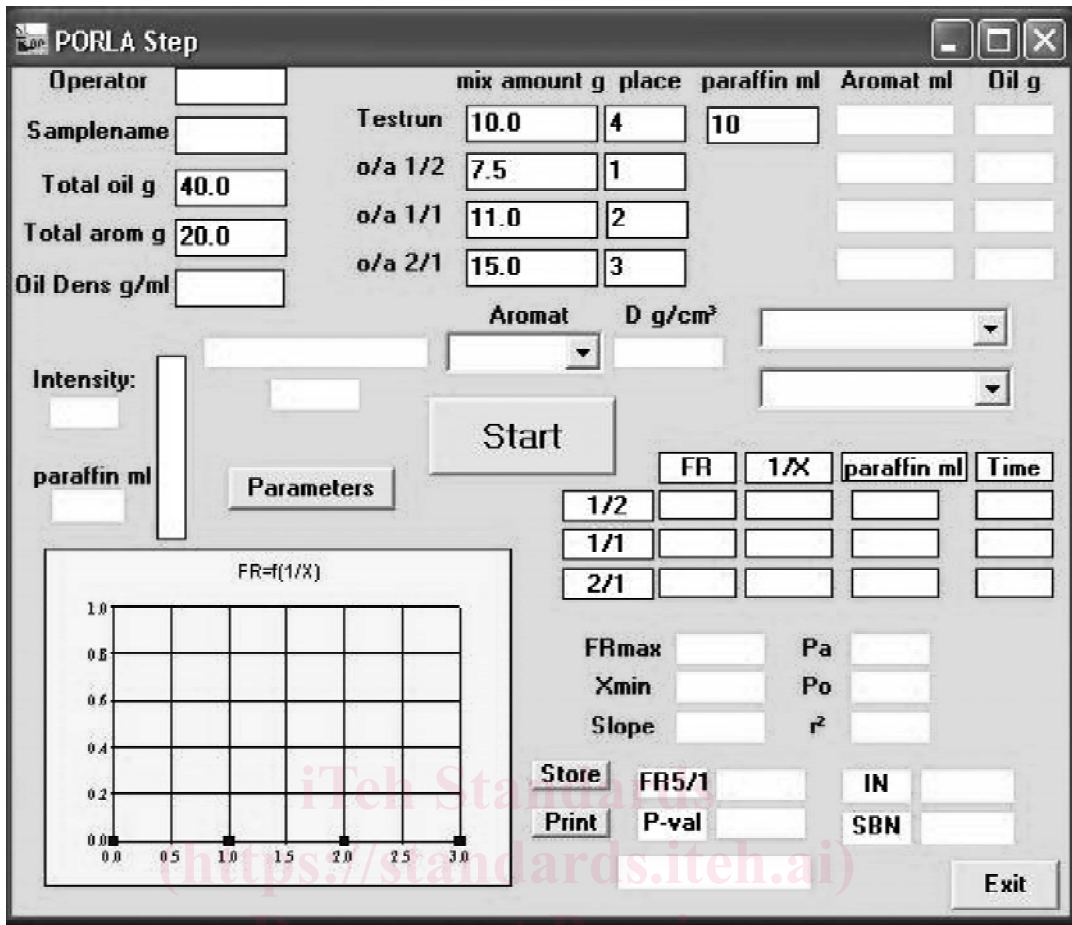 PORLA Step
Operator
mix amount g place paraffin ml Aromat ml Oil g
Testrun 10.0 4 10
Samplename
o/a 1/2 7.5 1
Total oil g 40.0
o/a 1/1 11.0 2
Total arom g 20.0
o/a 2/1 15.0 3
Oil Dens g/ml
Aromat D g/cm³
Intensity:
Start
paraffin ml
Parameters
FR 1/X paraffin ml Time
1/2
1/1
2/1
FR=f(1/X)
1.0
0.8
0.6
0.4
0.2
0.0
0.0 0.5 1.0 1.5 2.0 2.5 3.0
FRmax Pa
Xmin Po
Slope r²
Store FR5/1 IN
Print P-val SBN
Exit
iTeh Standards
(https://standards.iteh.ai)